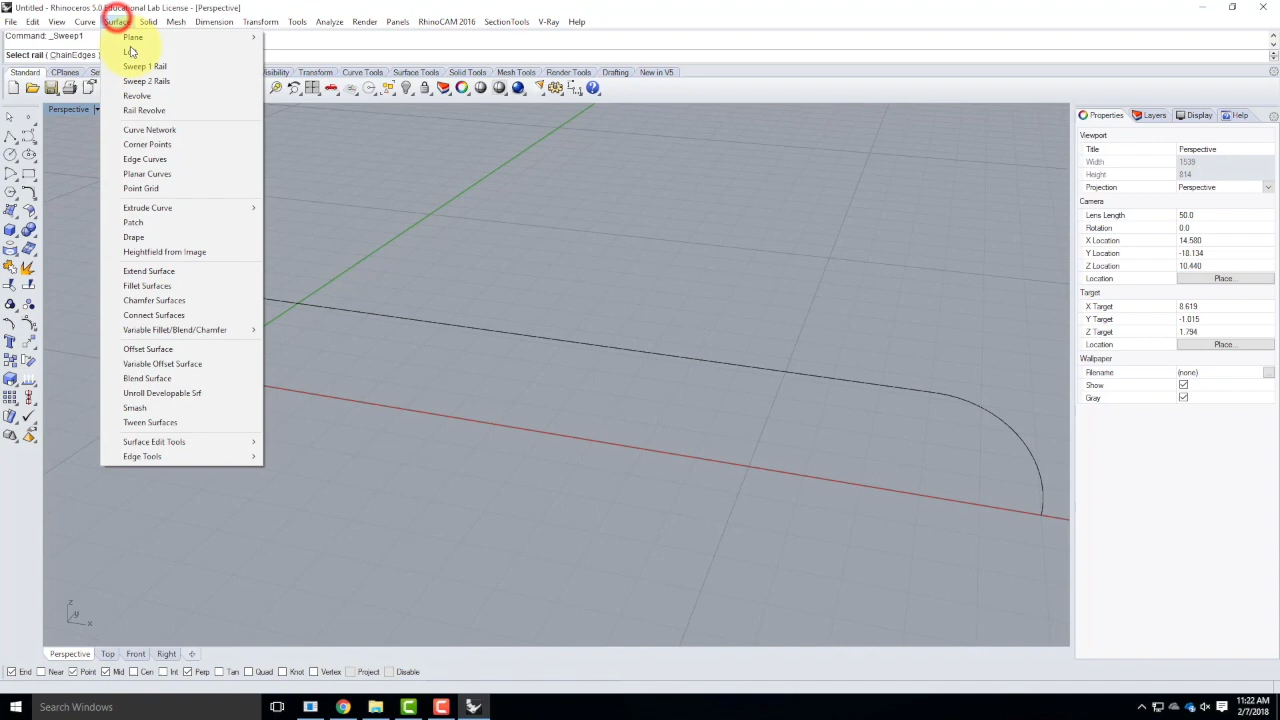 Untitled - Rhinoceros 5.0 Educational Lab License - [Perspective]
File Edit View Curve Surface Solid Mesh Dimension Transform Tools Analyze Render Panels RhinoCAM 2016 SectionTools V-Ray Help
Command: _Sweep1
Select rail ( ChainEdges )
Standard CPlanes Visibility Transform Curve Tools Surface Tools Solid Tools Mesh Tools Render Tools Drafting New in V5
Plane
Sweep 1 Rail
Sweep 2 Rails
Revolve
Rail Revolve
Curve Network
Corner Points
Edge Curves
Planar Curves
Point Grid
Extrude Curve
Patch
Drape
Heightfield from Image
Extend Surface
Fillet Surfaces
Chamfer Surfaces
Connect Surfaces
Variable Fillet/Blend/Chamfer
Offset Surface
Variable Offset Surface
Blend Surface
Unroll Developable Srf
Smash
Tween Surfaces
Surface Edit Tools
Edge Tools
Perspective
z
y
x
Properties Layers Display Help
Viewport
Title Perspective
Width 1539
Height 814
Projection Perspective
Camera
Lens Length 50.0
Rotation 0.0
X Location 14.580
Y Location -18.134
Z Location 10.440
Location Place...
Target
X Target 8.619
Y Target -1.015
Z Target 1.794
Location Place...
Wallpaper
Filename (none)
Show
Gray
Perspective Top Front Right
End Near Point Mid Cen Int Perp Tan Quad Knot Vertex Project Disable
Search Windows
11:22 AM
2/7/2018